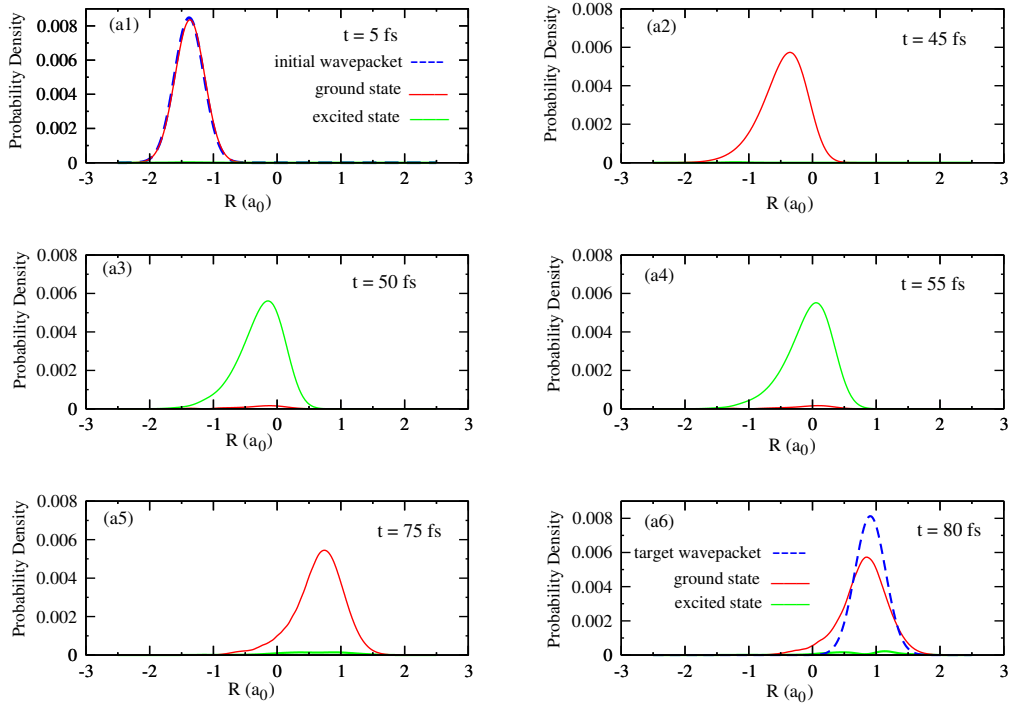 (a1)
t = 5 fs
initial wavepacket
ground state
excited state
Probability Density
0.008
0.006
0.004
0.002
0
-3 -2 -1 0 1 2 3
R (a0)
(a2)
t = 45 fs
Probability Density
0.008
0.006
0.004
0.002
0
-3 -2 -1 0 1 2 3
R (a0)
(a3)
t = 50 fs
Probability Density
0.008
0.006
0.004
0.002
0
-3 -2 -1 0 1 2 3
R (a0)
(a4)
t = 55 fs
Probability Density
0.008
0.006
0.004
0.002
0
-3 -2 -1 0 1 2 3
R (a0)
(a5)
t = 75 fs
Probability Density
0.008
0.006
0.004
0.002
0
-3 -2 -1 0 1 2 3
R (a0)
(a6)
t = 80 fs
target wavepacket
ground state
excited state
Probability Density
0.008
0.006
0.004
0.002
0
-3 -2 -1 0 1 2 3
R (a0)